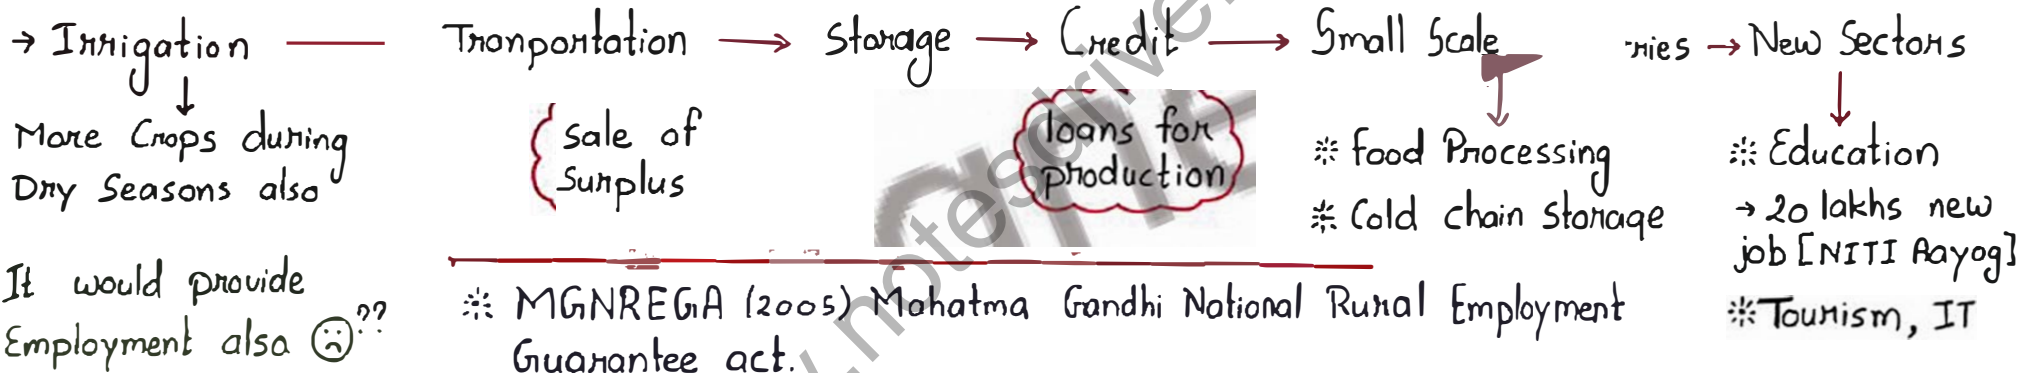 → Irrigation — Tranportation → Storage → Credit → Small Scale ries → New Sectors
More Crops during
Dry Seasons also
Sale of
Surplus
loans for
production
* Food Processing
* Cold chain storage
* Education
→ 20 lakhs new
job [NITI Aayog]
* Tourism, IT
It would provide
Employment also ☹??
* MGNREGA (2005) Mahatma Gandhi National Rural Employment
Guarantee act.